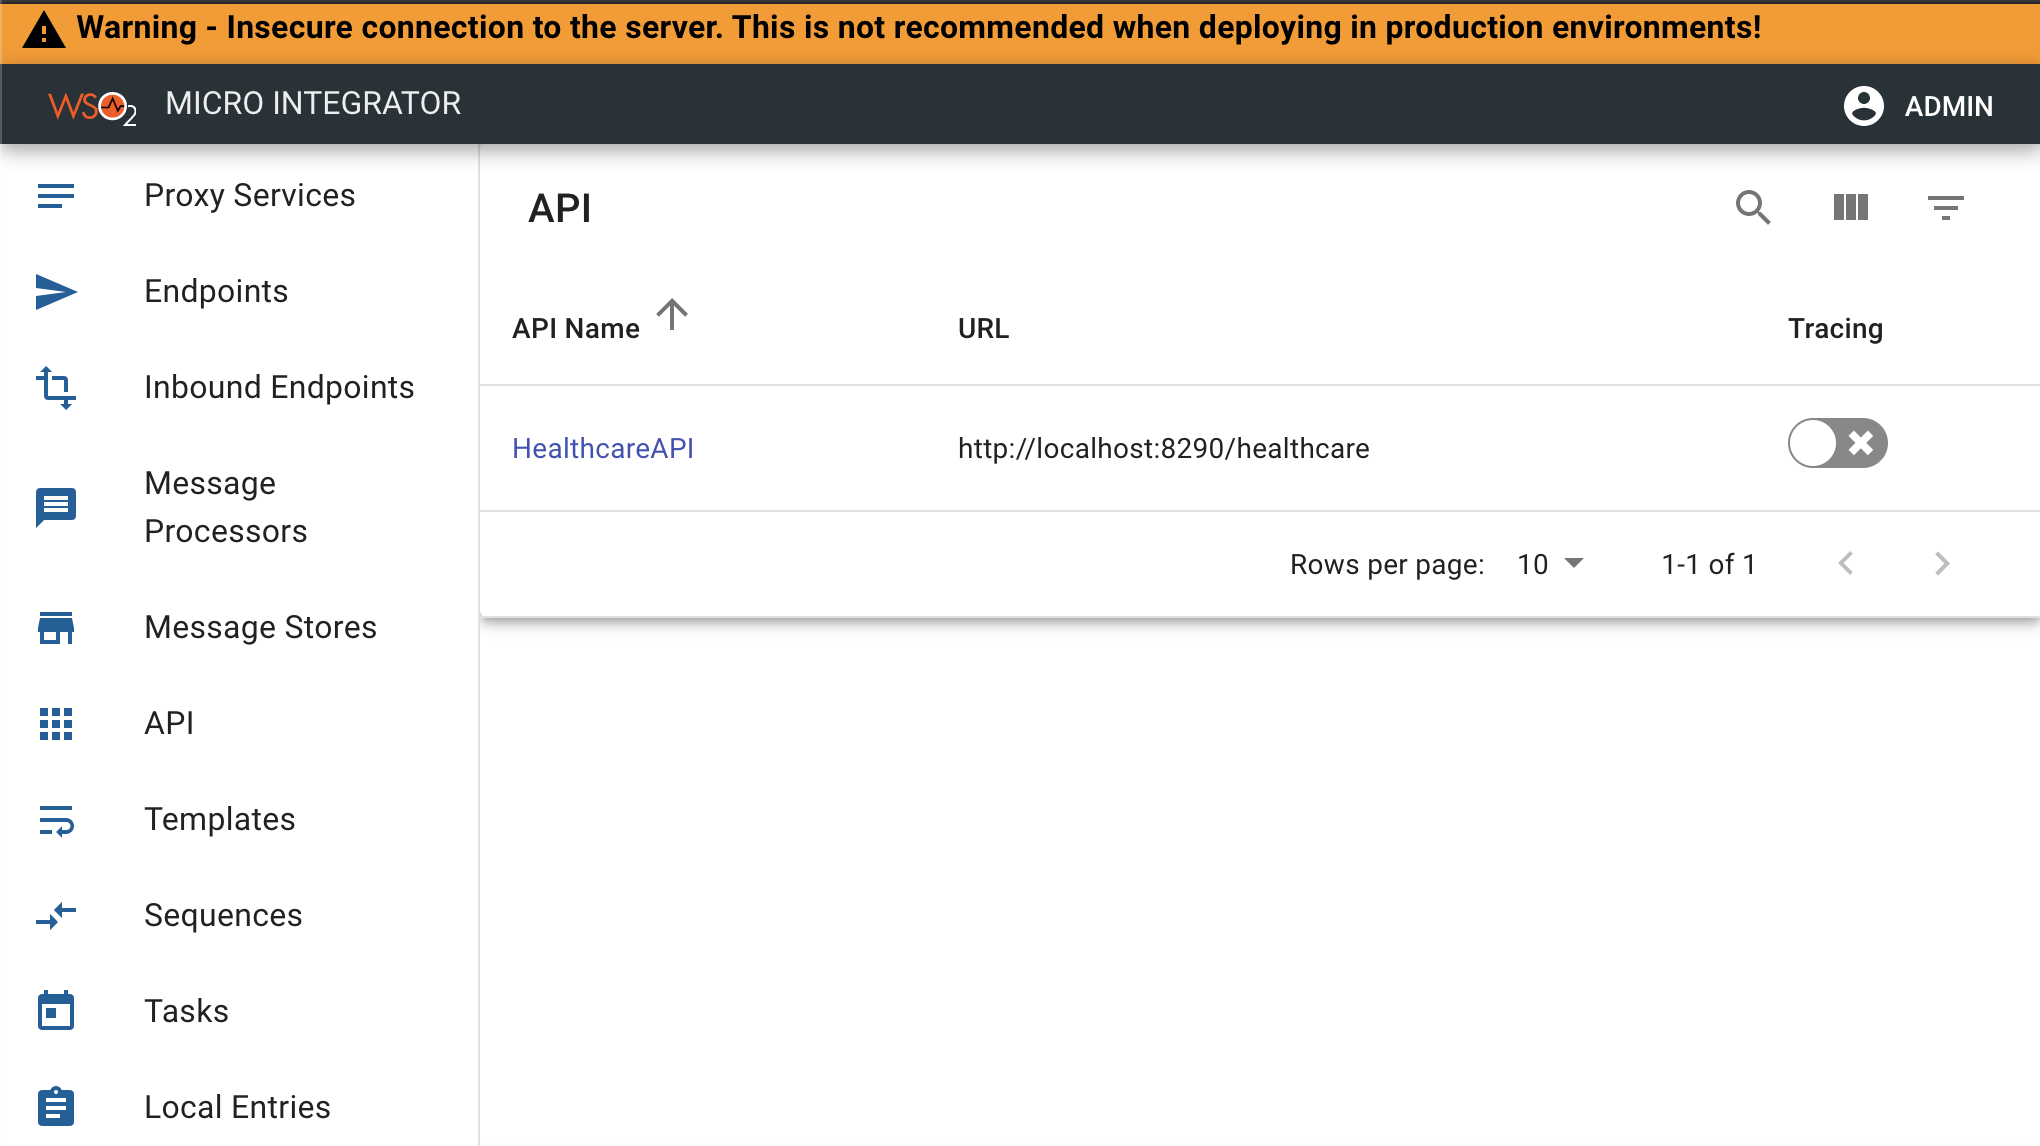 Warning - Insecure connection to the server. This is not recommended when deploying in production environments!
WSO2 MICRO INTEGRATOR
ADMIN
Proxy Services
Endpoints
Inbound Endpoints
Message
Processors
Message Stores
API
Templates
Sequences
Tasks
Local Entries
API
API Name
URL
Tracing
HealthcareAPI
http://localhost:8290/healthcare
Rows per page: 10
1-1 of 1